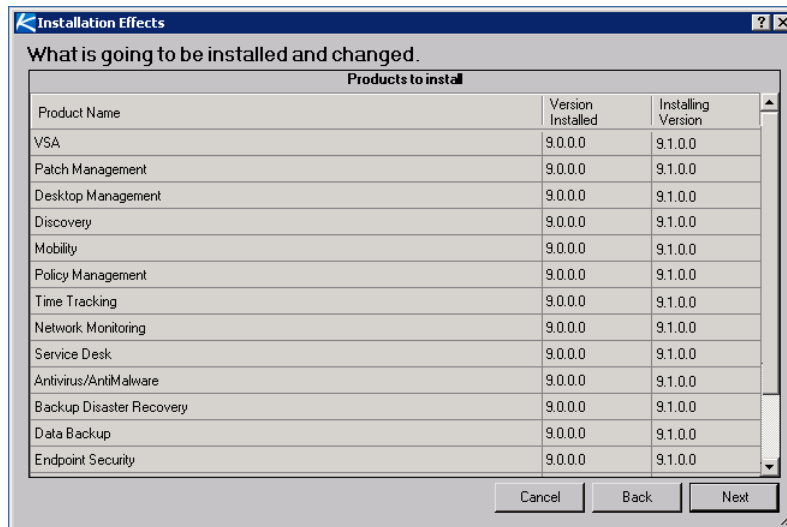 Installation Effects
What is going to be installed and changed.
Products to install
Product Name Version Installed Installing Version
VSA 9.0.0.0 9.1.0.0
Patch Management 9.0.0.0 9.1.0.0
Desktop Management 9.0.0.0 9.1.0.0
Discovery 9.0.0.0 9.1.0.0
Mobility 9.0.0.0 9.1.0.0
Policy Management 9.0.0.0 9.1.0.0
Time Tracking 9.0.0.0 9.1.0.0
Network Monitoring 9.0.0.0 9.1.0.0
Service Desk 9.0.0.0 9.1.0.0
Antivirus/AntiMalware 9.0.0.0 9.1.0.0
Backup Disaster Recovery 9.0.0.0 9.1.0.0
Data Backup 9.0.0.0 9.1.0.0
Endpoint Security 9.0.0.0 9.1.0.0
Cancel Back Next